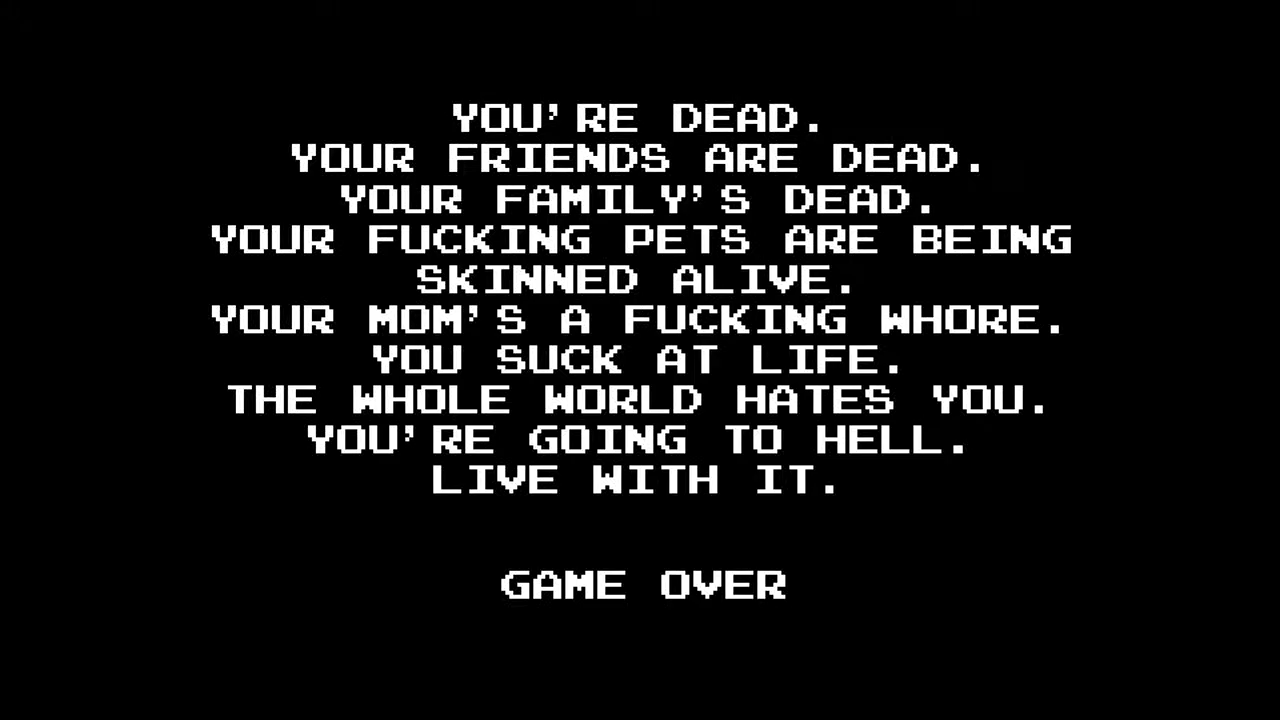 YOU'RE DEAD.
YOUR FRIENDS ARE DEAD.
YOUR FAMILY'S DEAD.
YOUR FUCKING PETS ARE BEING
SKINNED ALIVE.
YOUR MOM'S A FUCKING WHORE.
YOU SUCK AT LIFE.
THE WHOLE WORLD HATES YOU.
YOU'RE GOING TO HELL.
LIVE WITH IT.
GAME OVER